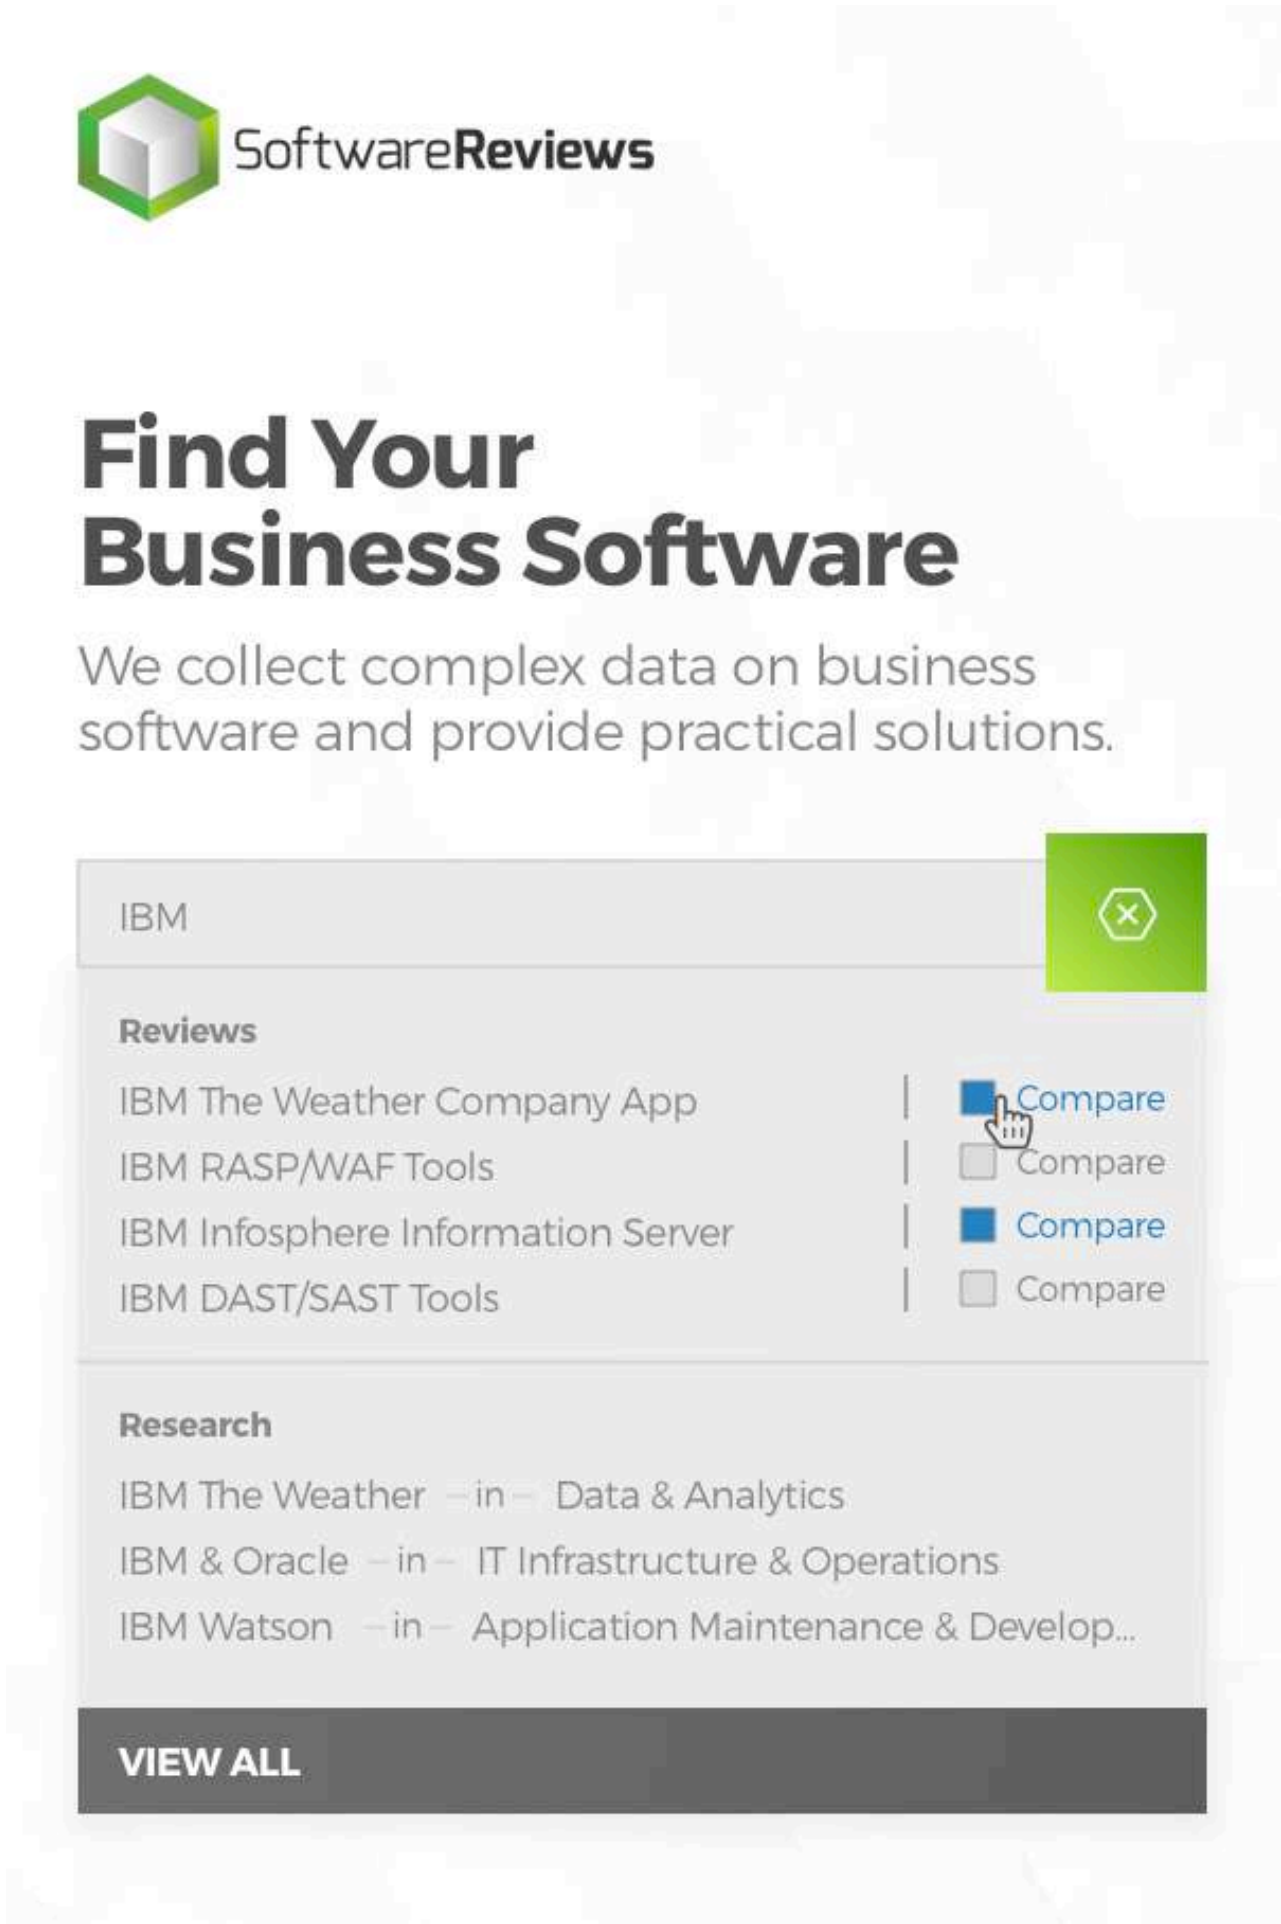 SoftwareReviews
Find Your
Business Software
We collect complex data on business
software and provide practical solutions.
IBM
Reviews
IBM The Weather Company App | Compare
IBM RASP/WAF Tools | Compare
IBM Infosphere Information Server | Compare
IBM DAST/SAST Tools | Compare
Research
IBM The Weather – in – Data & Analytics
IBM & Oracle – in – IT Infrastructure & Operations
IBM Watson – in – Application Maintenance & Develop...
VIEW ALL